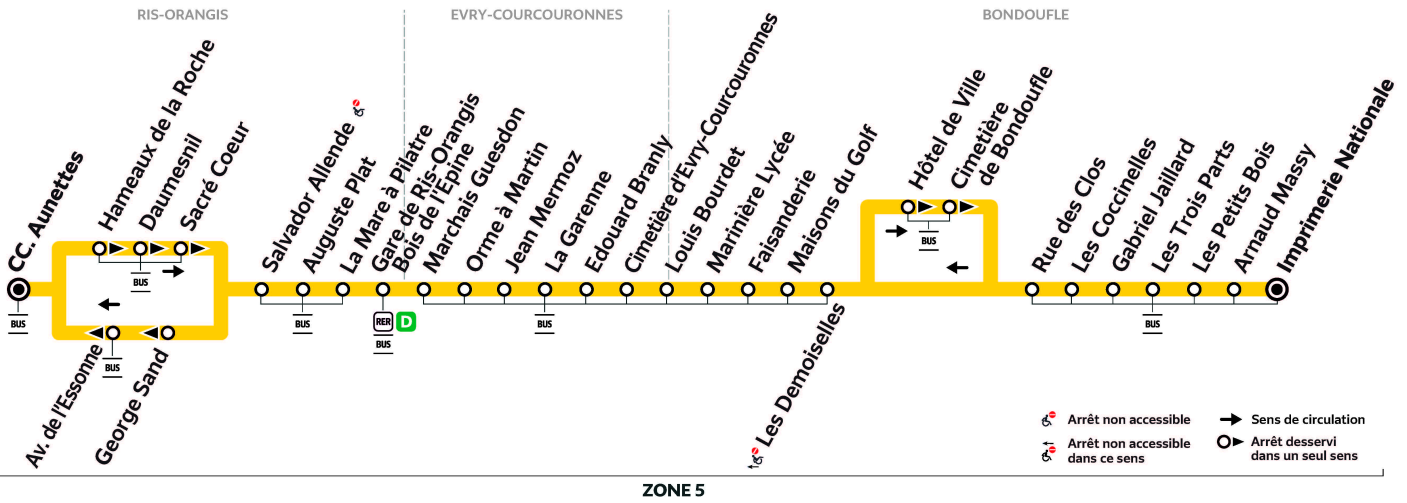 RIS-ORANGIS
EVRY-COURCOURONNES
BONDOUFLE
CC. Aunettes
Hameaux de la Roche
Daumesnil
Sacré Coeur
Av. de l'Essonne
George Sand
Salvador Allende
Auguste Plat
La Mare à Pilatre
Gare de Ris-Orangis
Bois de l'Epine
Marchais Guesdon
Orme à Martin
Jean Mermoz
La Garenne
Edouard Branly
Cimetière d'Evry-Courcouronnes
Louis Bourdet
Marinière Lycée
Faisanderie
Maisons du Golf
Les Demoiselles
Hôtel de Ville
Cimetière
de Bondoufle
Rue des Clos
Les Coccinelles
Gabriel Jaillard
Les Trois Parts
Les Petits Bois
Arnaud Massy
Imprimerie Nationale
BUS
BUS
BUS
BUS
RER D
BUS
BUS
BUS
BUS
Arrêt non accessible
Arrêt non accessible
dans ce sens
Sens de circulation
Arrêt desservi
dans un seul sens
ZONE 5